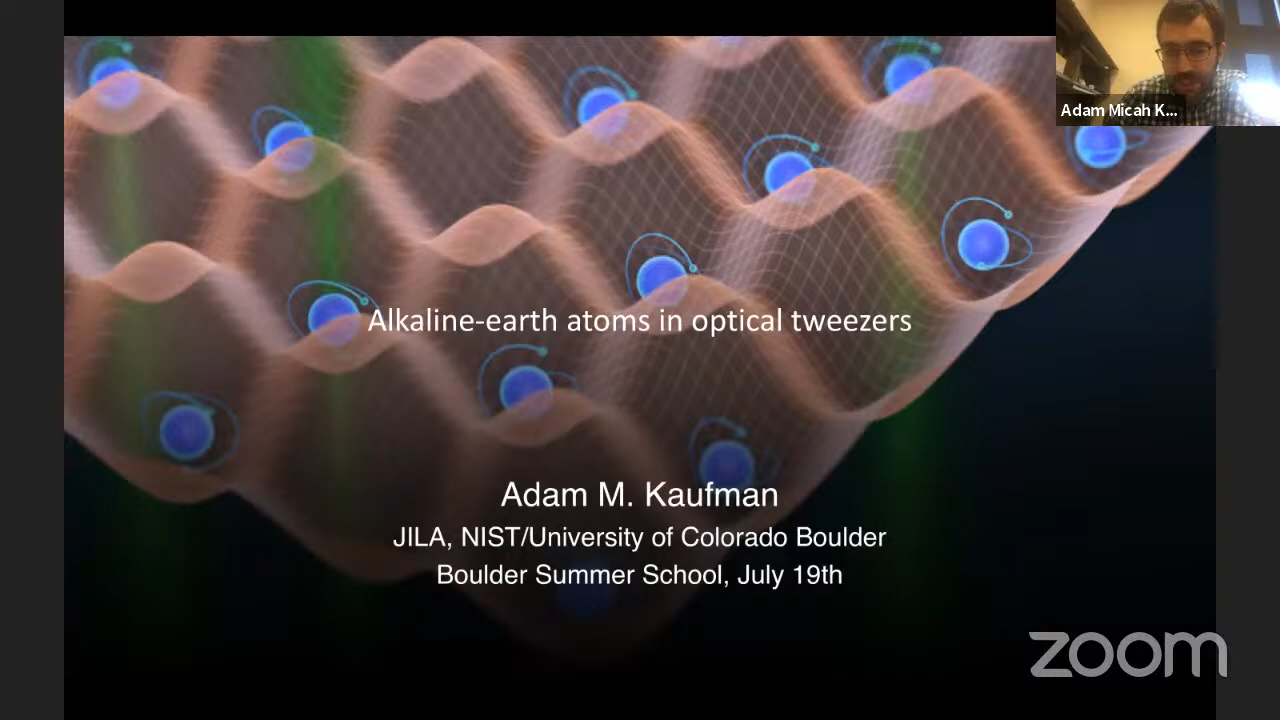 Adam Micah K...
Alkaline-earth atoms in optical tweezers
Adam M. Kaufman
JILA, NIST/University of Colorado Boulder
Boulder Summer School, July 19th
zoom